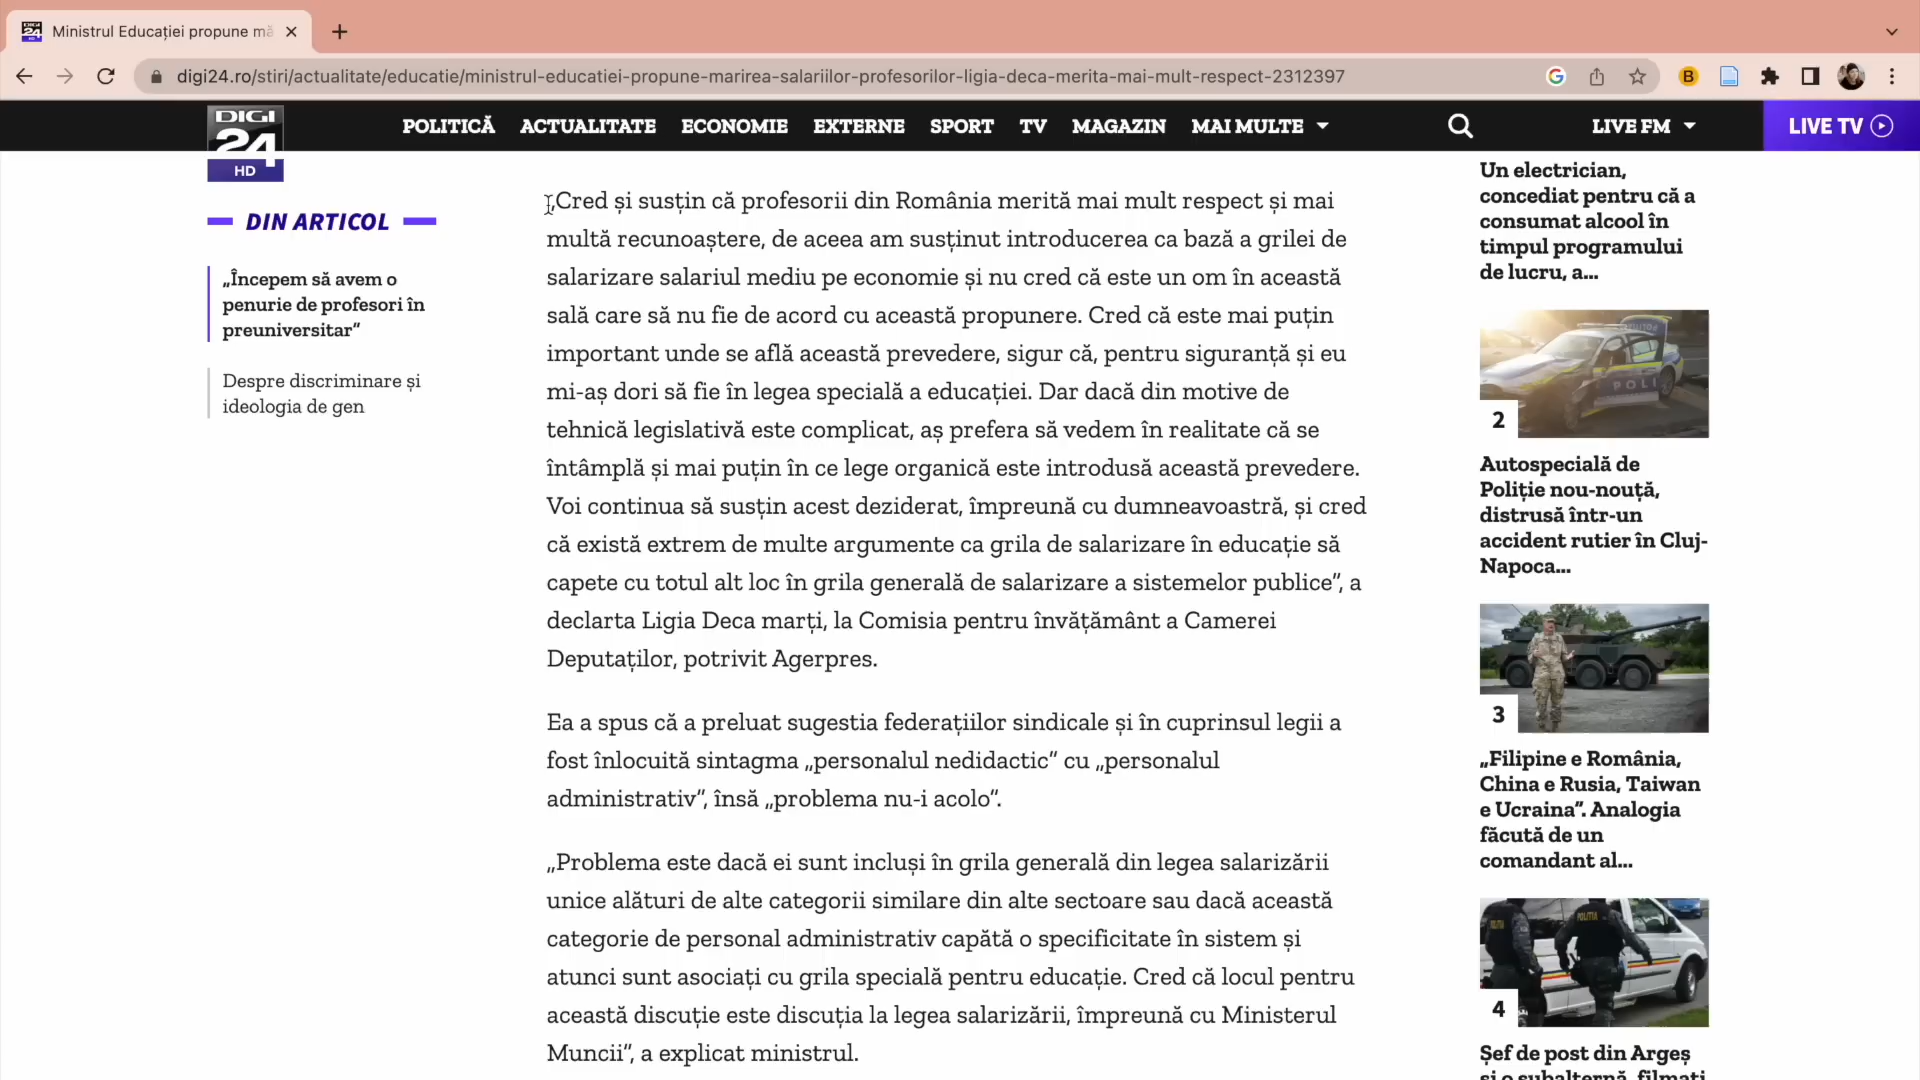 Ministrul Educației propune mă
digi24.ro/stiri/actualitate/educatie/ministrul-educatiei-propune-marirea-salariilor-profesorilor-ligia-deca-merita-mai-mult-respect-2312397
DIGI
24
HD
POLITICĂ ACTUALITATE ECONOMIE EXTERNE SPORT TV MAGAZIN MAI MULTE LIVE FM LIVE TV
DIN ARTICOL
„Începem să avem o
penurie de profesori în
preuniversitar”
Despre discriminare și
ideologia de gen
„Cred și susțin că profesorii din România merită mai mult respect și mai
multă recunoaștere, de aceea am susținut introducerea ca bază a grilei de
salarizare salariul mediu pe economie și nu cred că este un om în această
sală care să nu fie de acord cu această propunere. Cred că este mai puțin
important unde se află această prevedere, sigur că, pentru siguranță și eu
mi-aș dori să fie în legea specială a educației. Dar dacă din motive de
tehnică legislativă este complicat, aș prefera să vedem în realitate că se
întâmplă și mai puțin în ce lege organică este introdusă această prevedere.
Voi continua să susțin acest deziderat, împreună cu dumneavoastră, și cred
că există extrem de multe argumente ca grila de salarizare în educație să
capete cu totul alt loc în grila generală de salarizare a sistemelor publice”, a
declarta Ligia Deca marți, la Comisia pentru învățământ a Camerei
Deputaților, potrivit Agerpres.
Ea a spus că a preluat sugestia federațiilor sindicale și în cuprinsul legii a
fost înlocuită sintagma „personalul nedidactic” cu „personalul
administrativ”, însă „problema nu-i acolo”.
„Problema este dacă ei sunt incluși în grila generală din legea salarizării
unice alături de alte categorii similare din alte sectoare sau dacă această
categorie de personal administrativ capătă o specificitate în sistem și
atunci sunt asociați cu grila specială pentru educație. Cred că locul pentru
această discuție este discuția la legea salarizării, împreună cu Ministerul
Muncii”, a explicat ministrul.
Un electrician,
concediat pentru că a
consumat alcool în
timpul programului
de lucru, a...
POLI
2
Autospecială de
Poliție nou-nouță,
distrusă într-un
accident rutier în Cluj-
Napoca...
3
„Filipine e România,
China e Rusia, Taiwan
e Ucraina”. Analogia
făcută de un
comandant al...
POLITIA
4
Șef de post din Argeș
și o subalternă, filmați